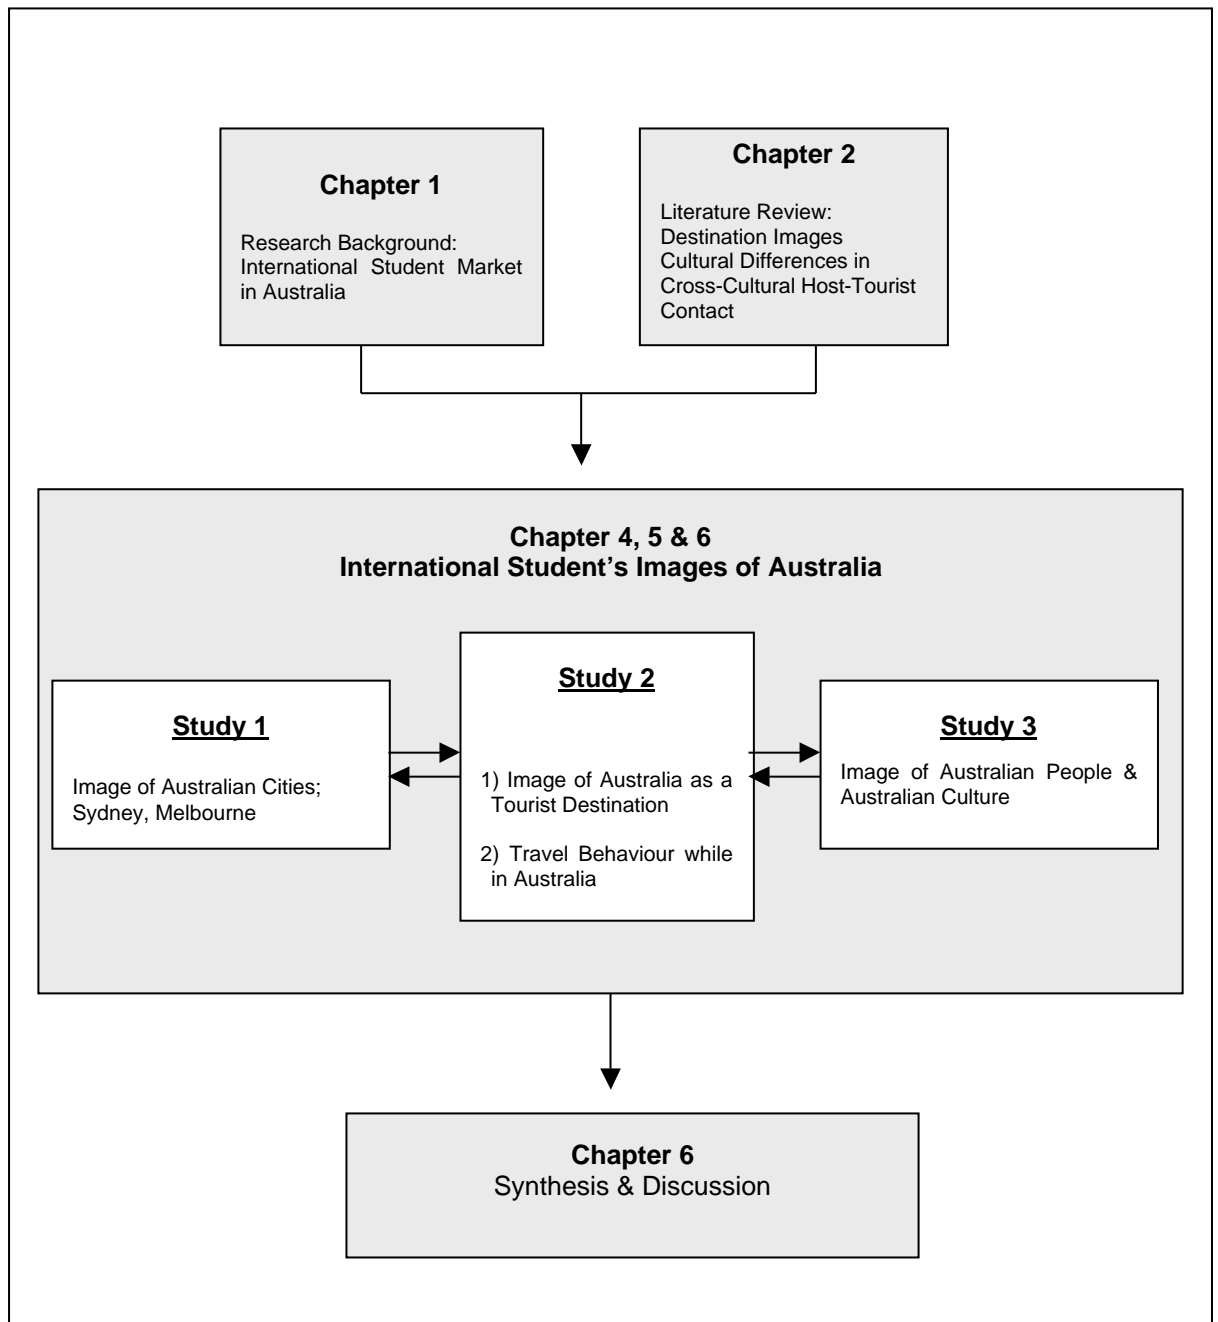 Chapter 1
Research Background:
International Student Market
in Australia
Chapter 2
Literature Review:
Destination Images
Cultural Differences in
Cross-Cultural Host-Tourist
Contact
Chapter 4, 5 & 6
International Student’s Images of Australia
Study 1
Image of Australian Cities;
Sydney, Melbourne
Study 2
1) Image of Australia as a
Tourist Destination
2) Travel Behaviour while
in Australia
Study 3
Image of Australian People &
Australian Culture
Chapter 6
Synthesis & Discussion